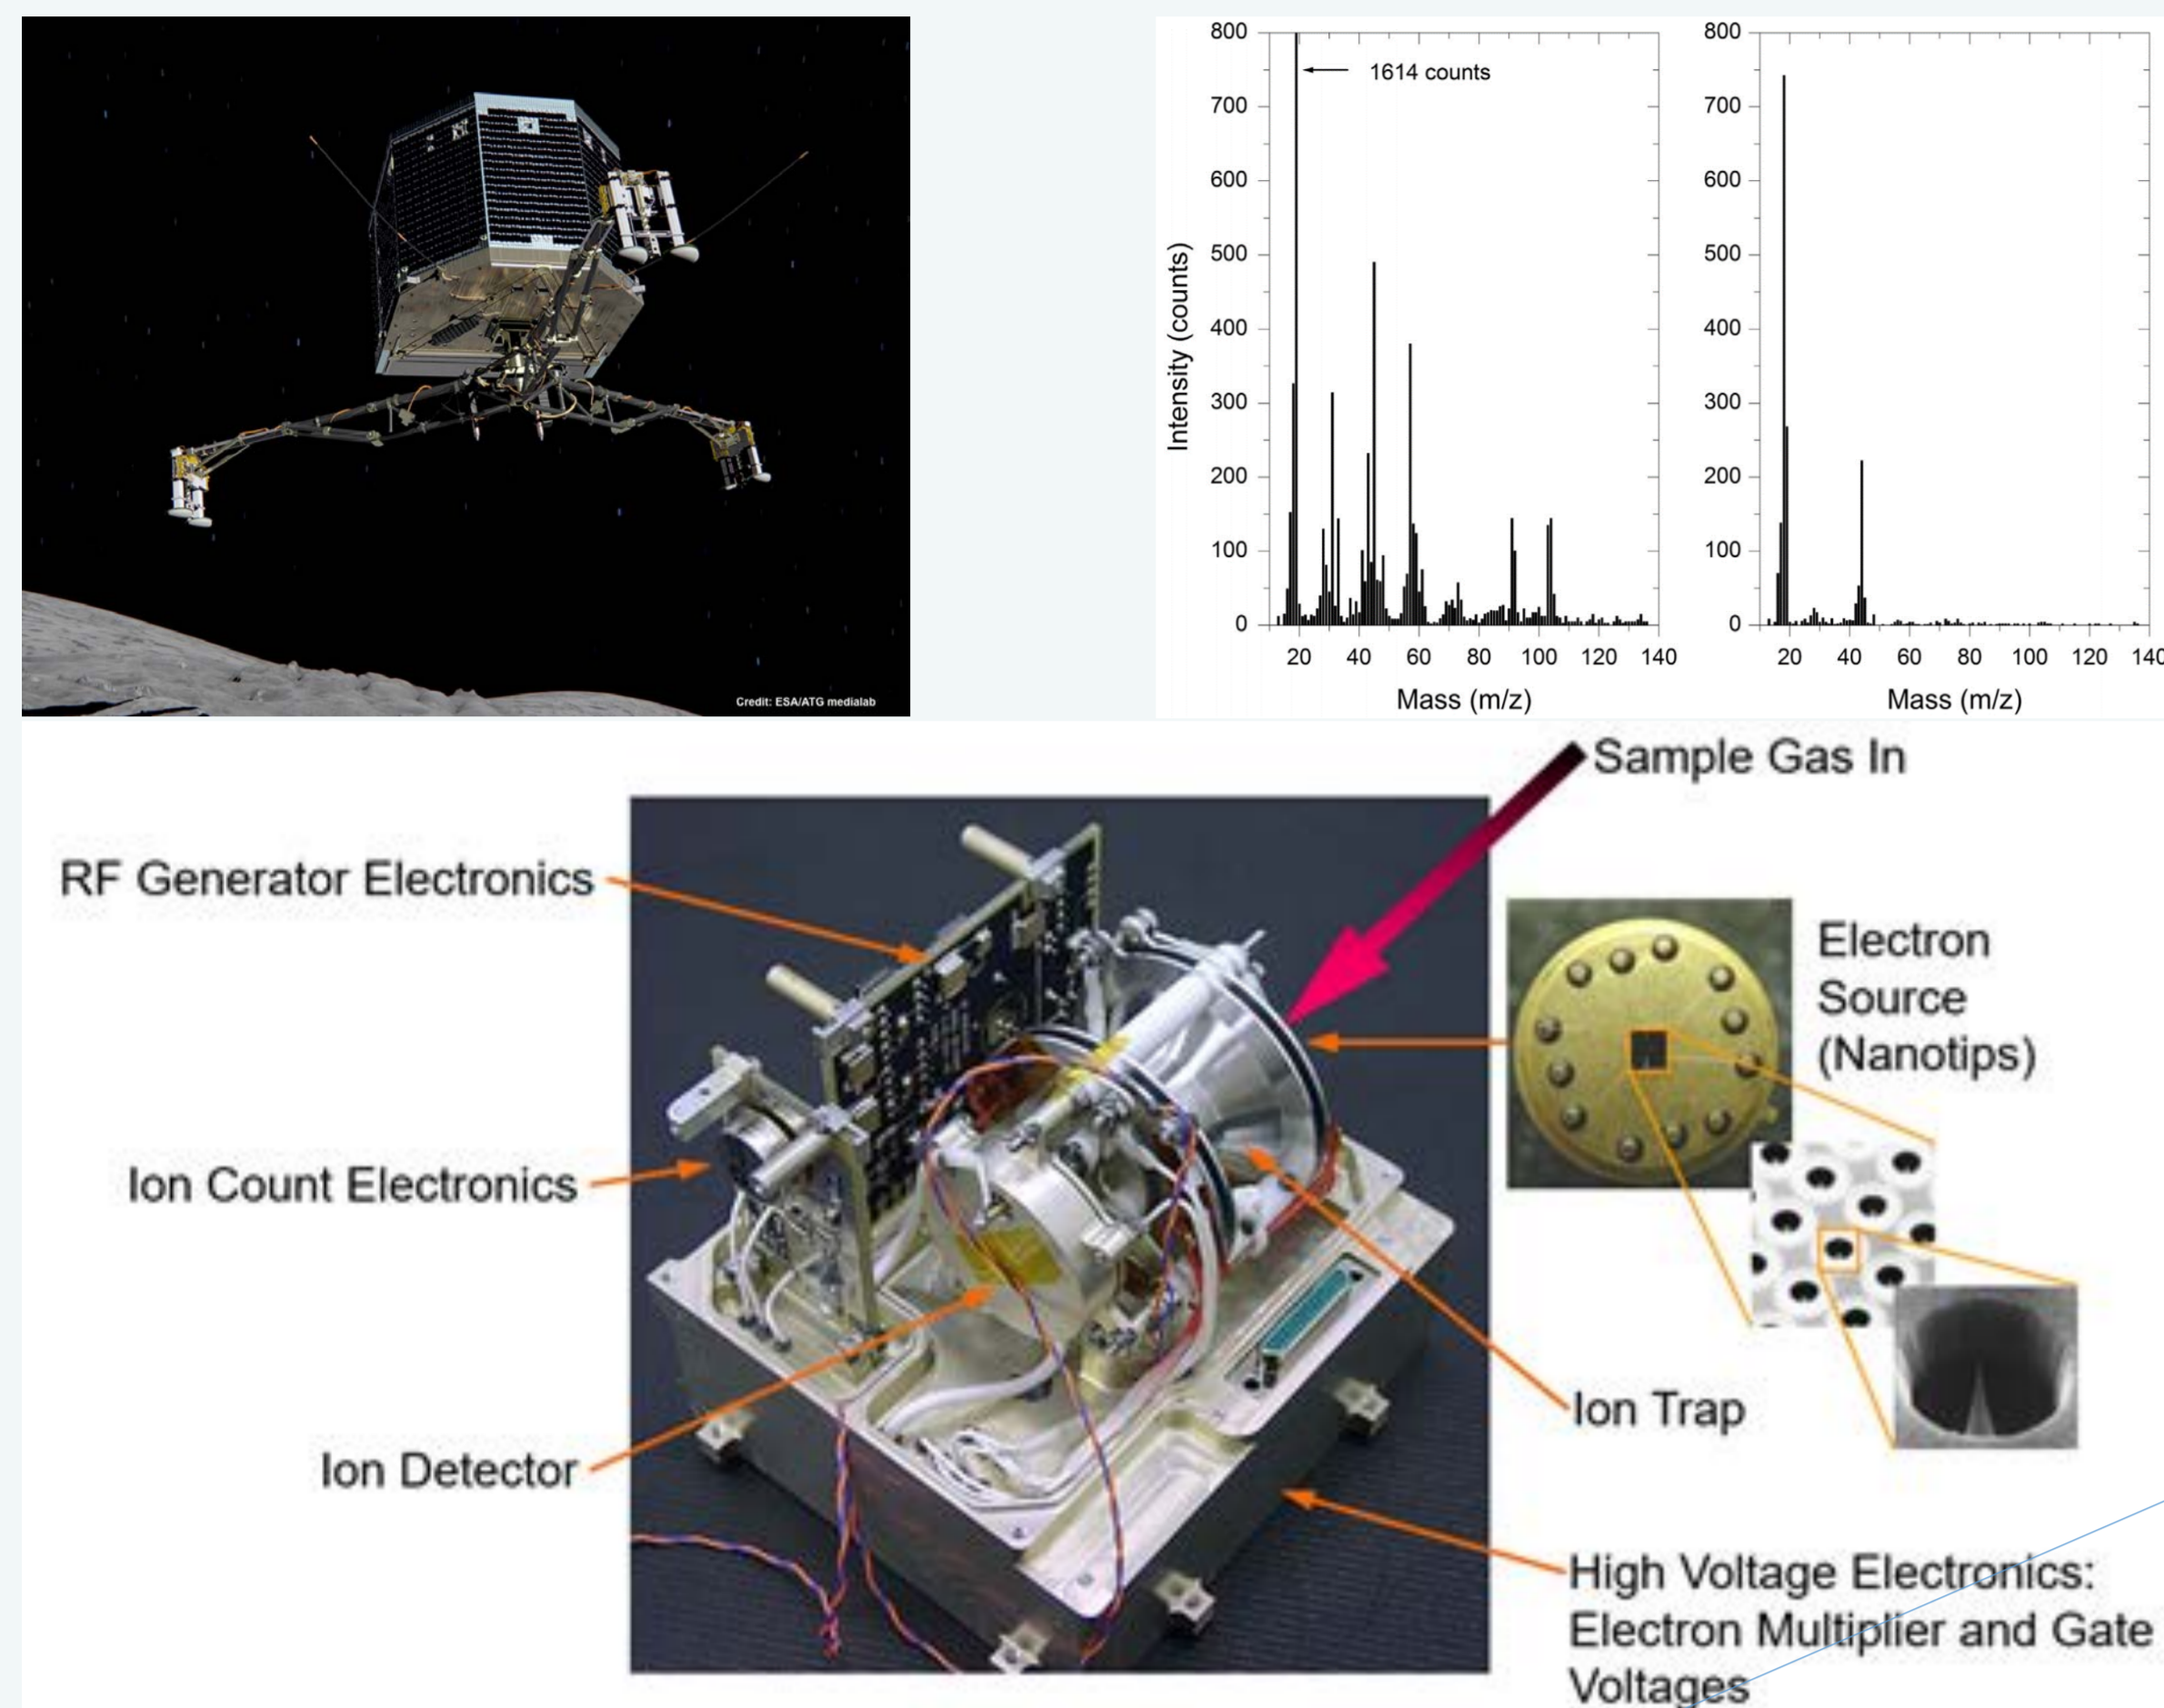 Credit: ESA/ATG medialab
800
700
600
500
400
300
200
100
0
Intensity (counts)
1614 counts
20 40 60 80 100 120 140
Mass (m/z)
800
700
600
500
400
300
200
100
0
20 40 60 80 100 120 140
Mass (m/z)
Sample Gas In
RF Generator Electronics
Electron
Source
(Nanotips)
Ion Count Electronics
Ion Trap
Ion Detector
High Voltage Electronics:
Electron Multiplier and Gate
Voltages